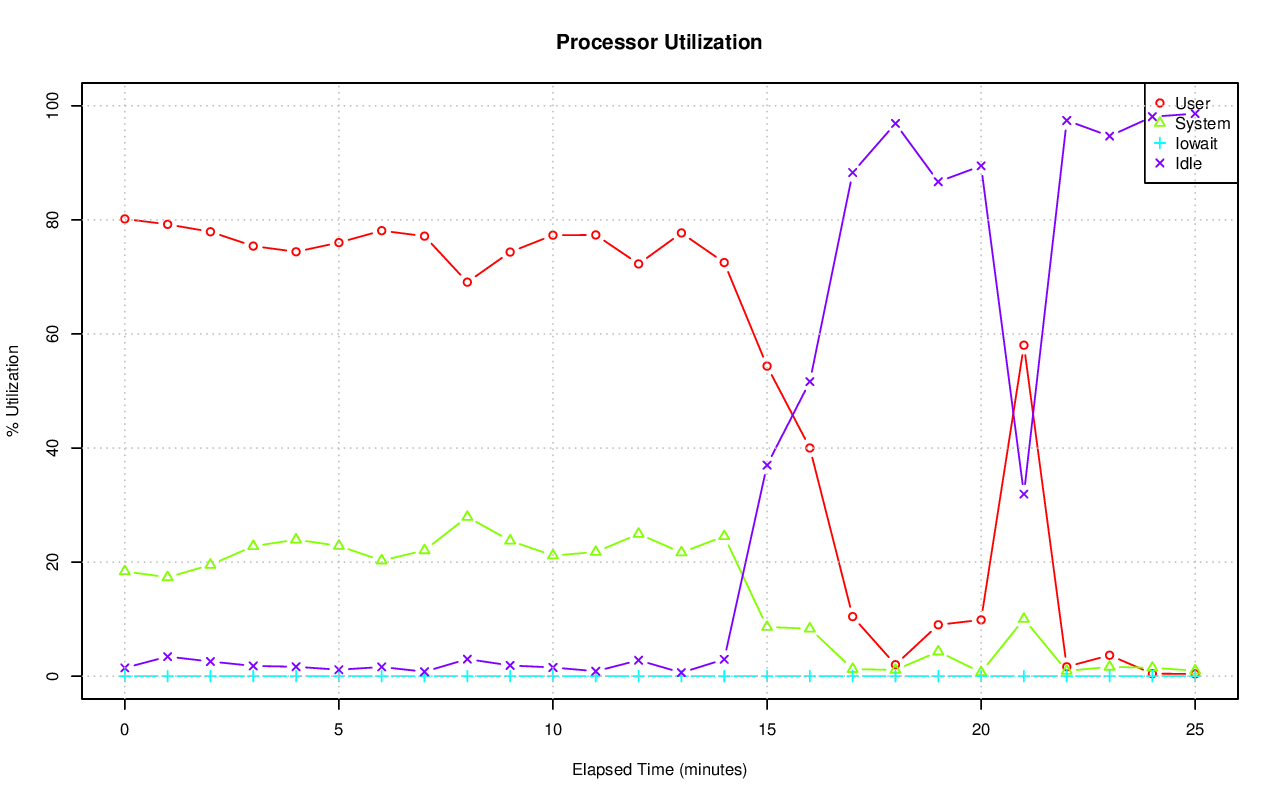 Processor Utilization
% Utilization
100
80
60
40
20
0
User
System
Iowait
Idle
0 5 10 15 20 25
Elapsed Time (minutes)